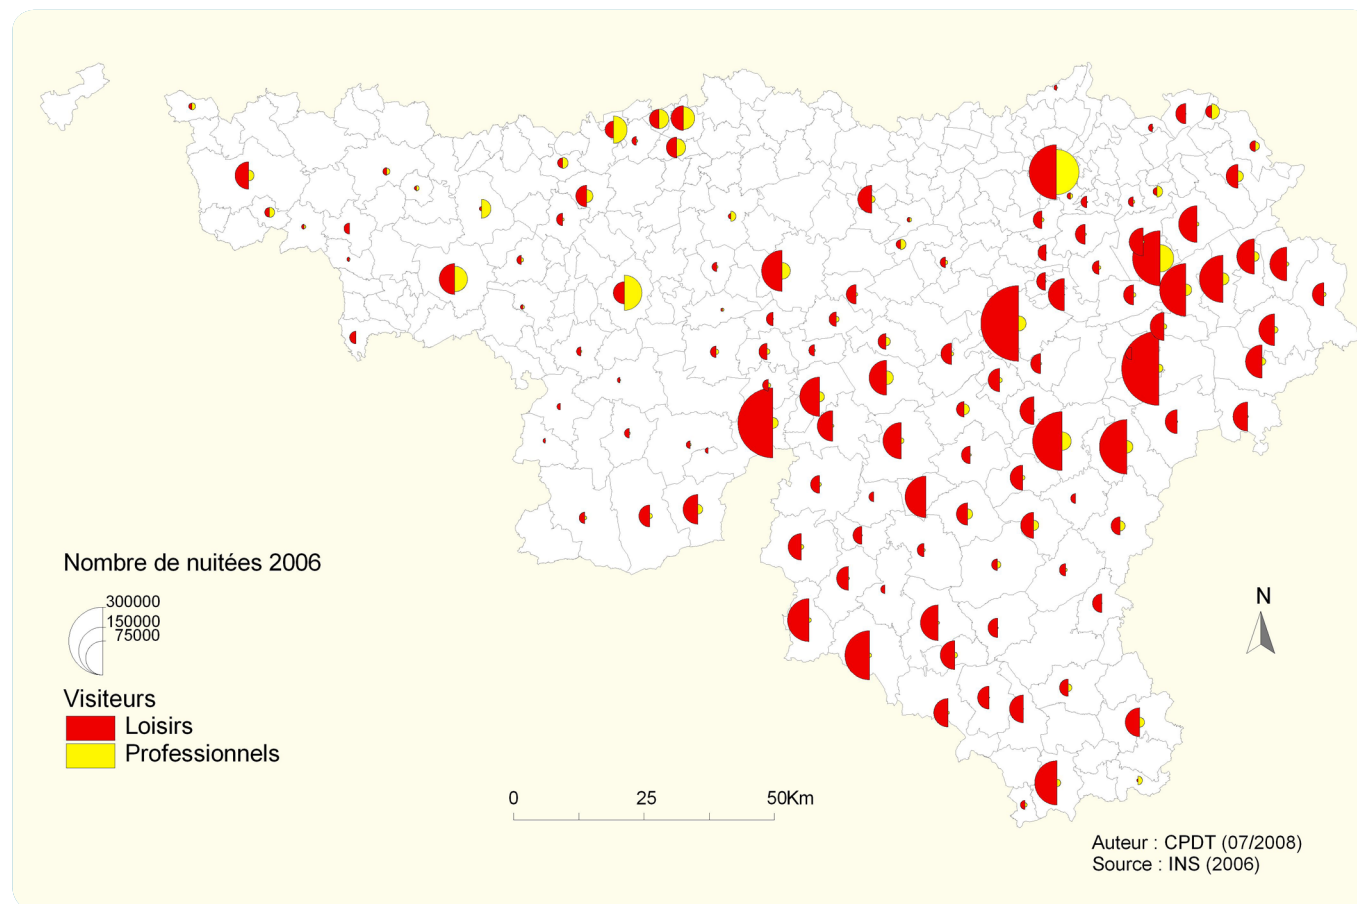 Nombre de nuitées 2006
300000
150000
75000
Visiteurs
Loisirs
Professionnels
0 25 50Km
N
Auteur : CPDT (07/2008)
Source : INS (2006)